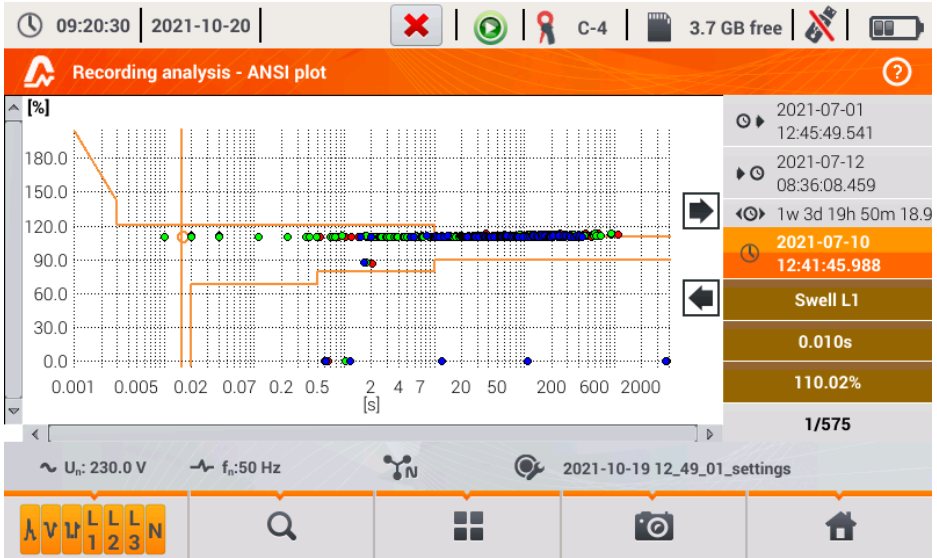 09:20:30 2021-10-20 C-4 3.7 GB free
Recording analysis - ANSI plot ?
[%]
180.0
150.0
120.0
90.0
60.0
30.0
0.0
0.001 0.005 0.02 0.07 0.2 0.5 2 4 7 20 50 200 600 2000
[s]
2021-07-01
12:45:49.541
2021-07-12
08:36:08.459
1w 3d 19h 50m 18.9
2021-07-10
12:41:45.988
Swell L1
0.010s
110.02%
1/575
Un: 230.0 V fn:50 Hz N 2021-10-19 12_49_01_settings
L1 L2 L3 N